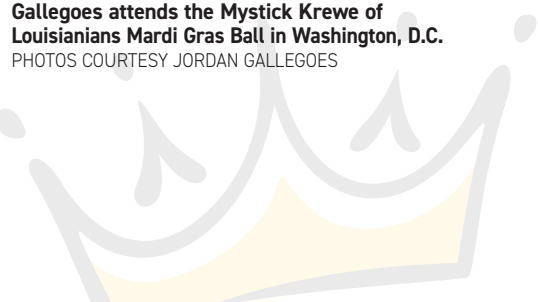 Gallegoes attends the Mystick Krewe of
Louisianians Mardi Gras Ball in Washington, D.C.
PHOTOS COURTESY JORDAN GALLEGOES